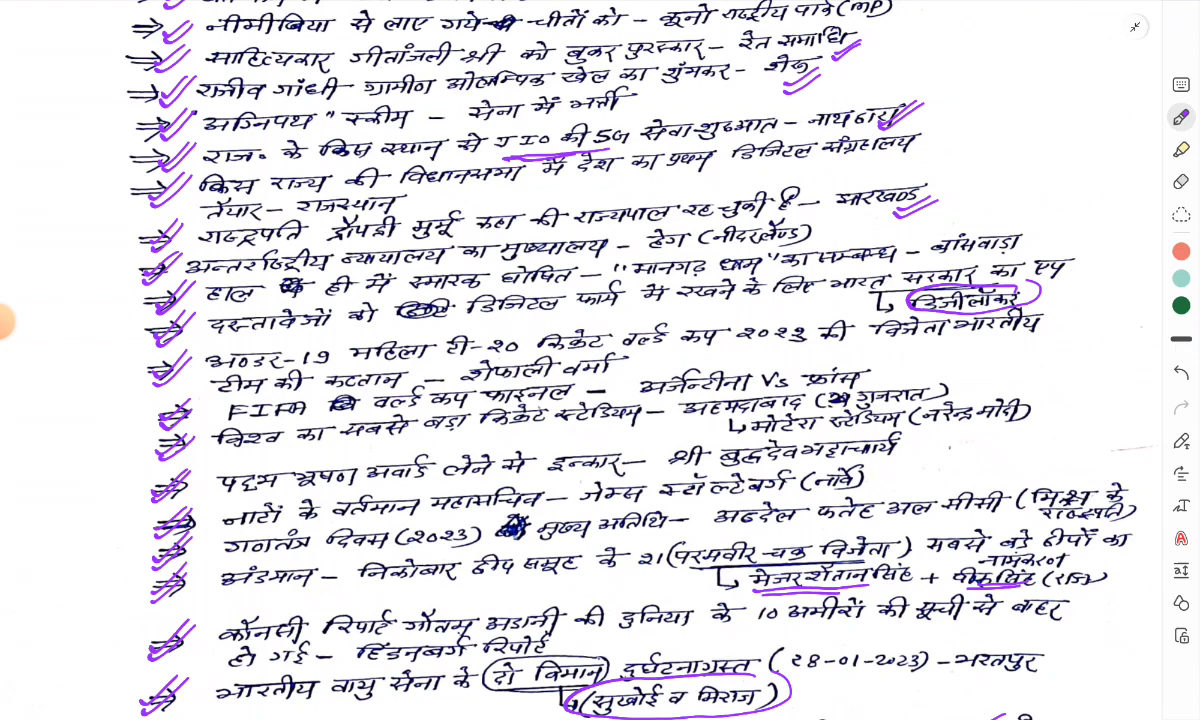 नामीबिया से लाए गये चीतों को - कूनो राष्ट्रीय पार्क (MP)
साहित्यकार गीतांजली श्री को बुकर पुरस्कार - रेत समाधि
राजीव गांधी ग्रामीण ओलम्पिक खेल का शुंभकर - शेरू
"अग्निपथ" स्कीम - सेना में भर्ती
राज. के किस स्थान से JIO की 5G सेवा शुरुआत - नाथद्वारा
किस राज्य की विधानसभा में देश का प्रथम डिजिटल संग्रहालय
तैयार - राजस्थान
राष्ट्रपति द्रौपदी मुर्मू कहा की राज्यपाल रह चुकी है - झारखण्ड
अन्तर्राष्ट्रीय न्यायालय का मुख्यालय - हेग (नीदरलैण्ड)
हाल ही में स्मारक घोषित - "मानगढ़ धाम" का सम्बन्ध - बांसवाड़ा
दस्तावेजों को डिजिटल फार्म में रखने के लिए भारत सरकार का एप
डिजीलॉकर
अण्डर-19 महिला टी-20 क्रिकेट वर्ल्ड कप 2023 की विजेता भारतीय
टीम की कप्तान - शेफाली वर्मा
FIFA वर्ल्ड कप फाइनल - अर्जेन्टीना Vs फ्रांस
विश्व का सबसे बड़ा क्रिकेट स्टेडियम - अहमदाबाद (गुजरात)
मोटेरा स्टेडियम (नरेन्द्र मोदी)
पद्म भूषण अवार्ड लेने से इन्कार - श्री बुद्धदेव भट्टाचार्य
नाटो के वर्तमान महासचिव - जेम्स स्टॉल्टेबर्ग (नार्वे)
गणतंत्र दिवस (2023) मुख्य अतिथि - अब्देल फतेह अल सीसी (मिस्र के
राष्ट्रपति)
अंडमान - निकोबार द्वीप समूह के 21 (परमवीर चक्र विजेता) सबसे बड़े द्वीपों का
नामकरण
मेजर शैतान सिंह + पीरू सिंह (राज)
कौनसी रिपोर्ट गौतम अडानी की दुनिया के 10 अमीरों की सूची से बाहर
हो गई - हिंडनबर्ग रिपोर्ट
भारतीय वायु सेना के (दो विमान) दुर्घटनाग्रस्त (28-01-2023) - भरतपुर
(सुखोई व मिराज)